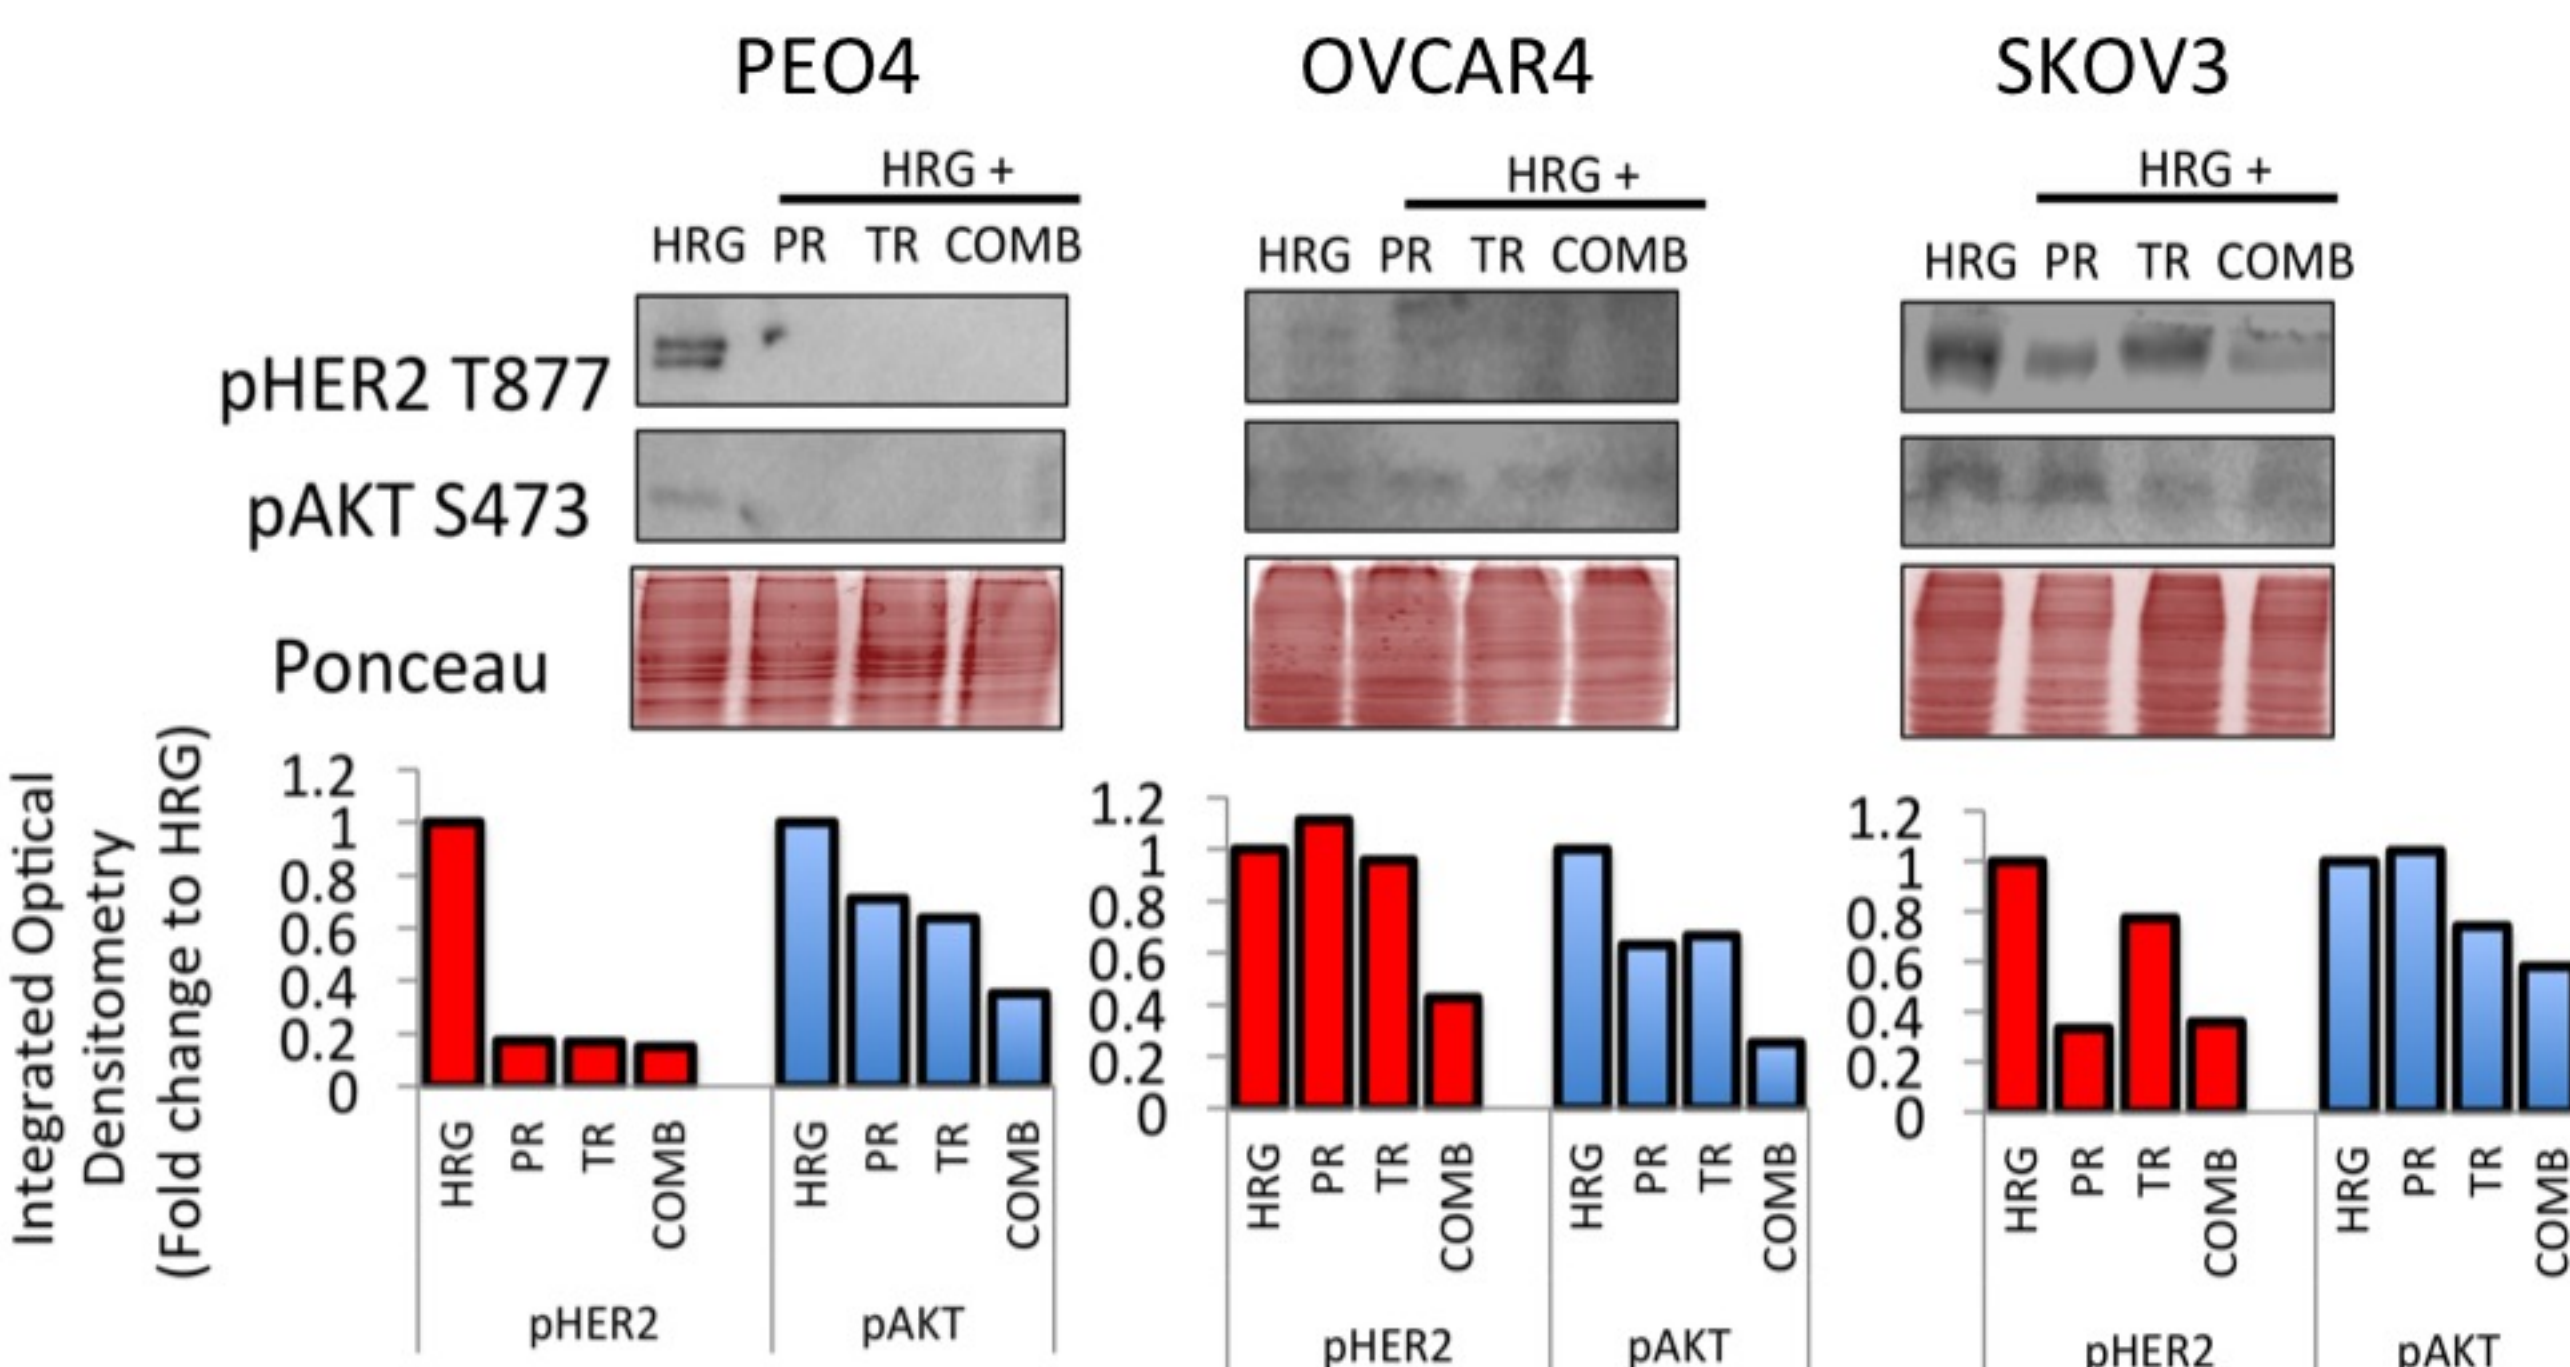 PEO4 OVCAR4 SKOV3
HRG + HRG + HRG +
HRG PR TR COMB HRG PR TR COMB HRG PR TR COMB
pHER2 T877
pAKT S473
Ponceau
Integrated Optical
Densitometry
(Fold change to HRG)
1.2 1.2 1.2
1 1 1
0.8 0.8 0.8
0.6 0.6 0.6
0.4 0.4 0.4
0.2 0.2 0.2
0 0 0
HRG PR TR COMB HRG PR TR COMB HRG PR TR COMB HRG PR TR COMB HRG PR TR COMB HRG PR TR COMB
pHER2 pAKT pHER2 pAKT pHER2 pAKT